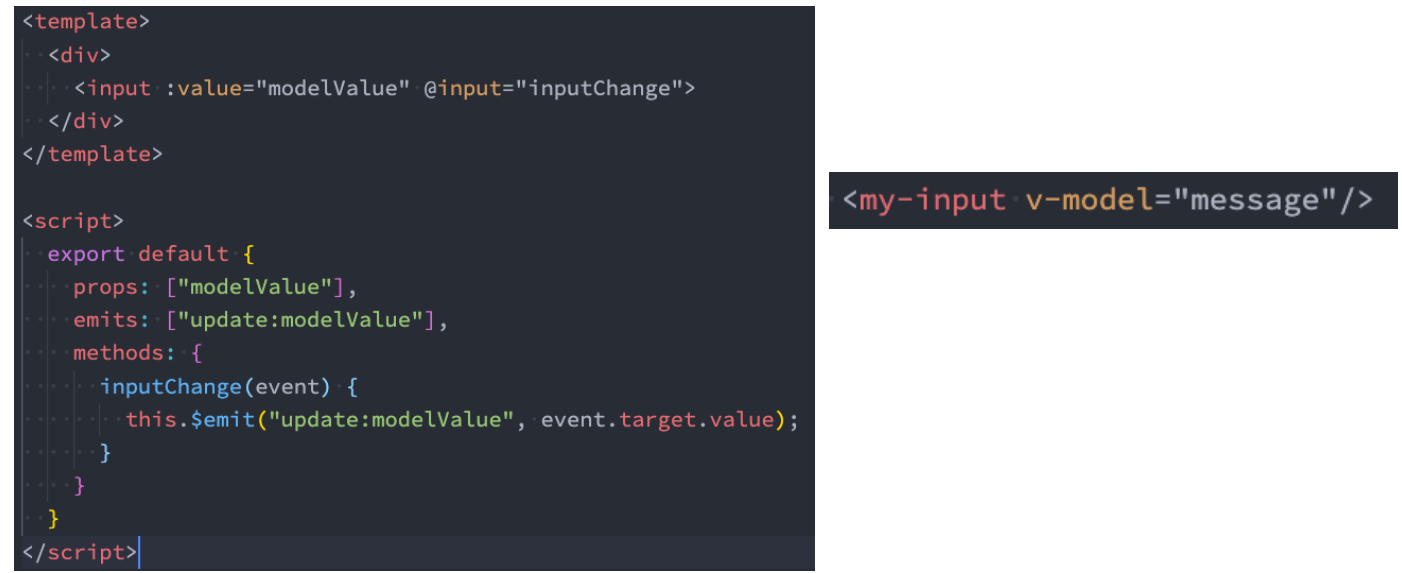 <template>
  <div>
    <input :value="modelValue" @input="inputChange">
  </div>
</template>
<script>
  export default {
    props: ["modelValue"],
    emits: ["update:modelValue"],
    methods: {
      inputChange(event) {
        this.$emit("update:modelValue", event.target.value);
      }
    }
  }
</script>
<my-input v-model="message"/>